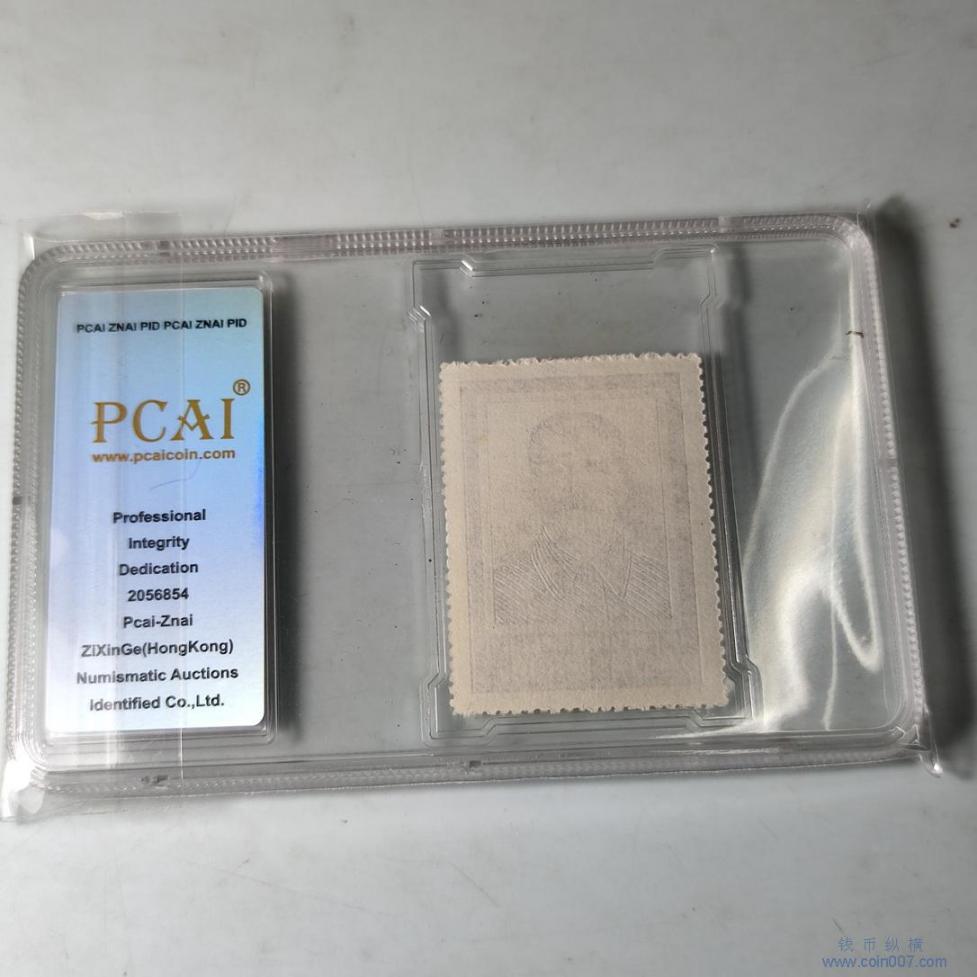 PCAI ZNAI PID PCAI ZNAI PID
PCAI®
www.pcaicoin.com
Professional
Integrity
Dedication
2056854
Pcai-Znai
ZiXinGe(HongKong)
Numismatic Auctions
Identified Co.,Ltd.
钱币纵横
www.coin007.com